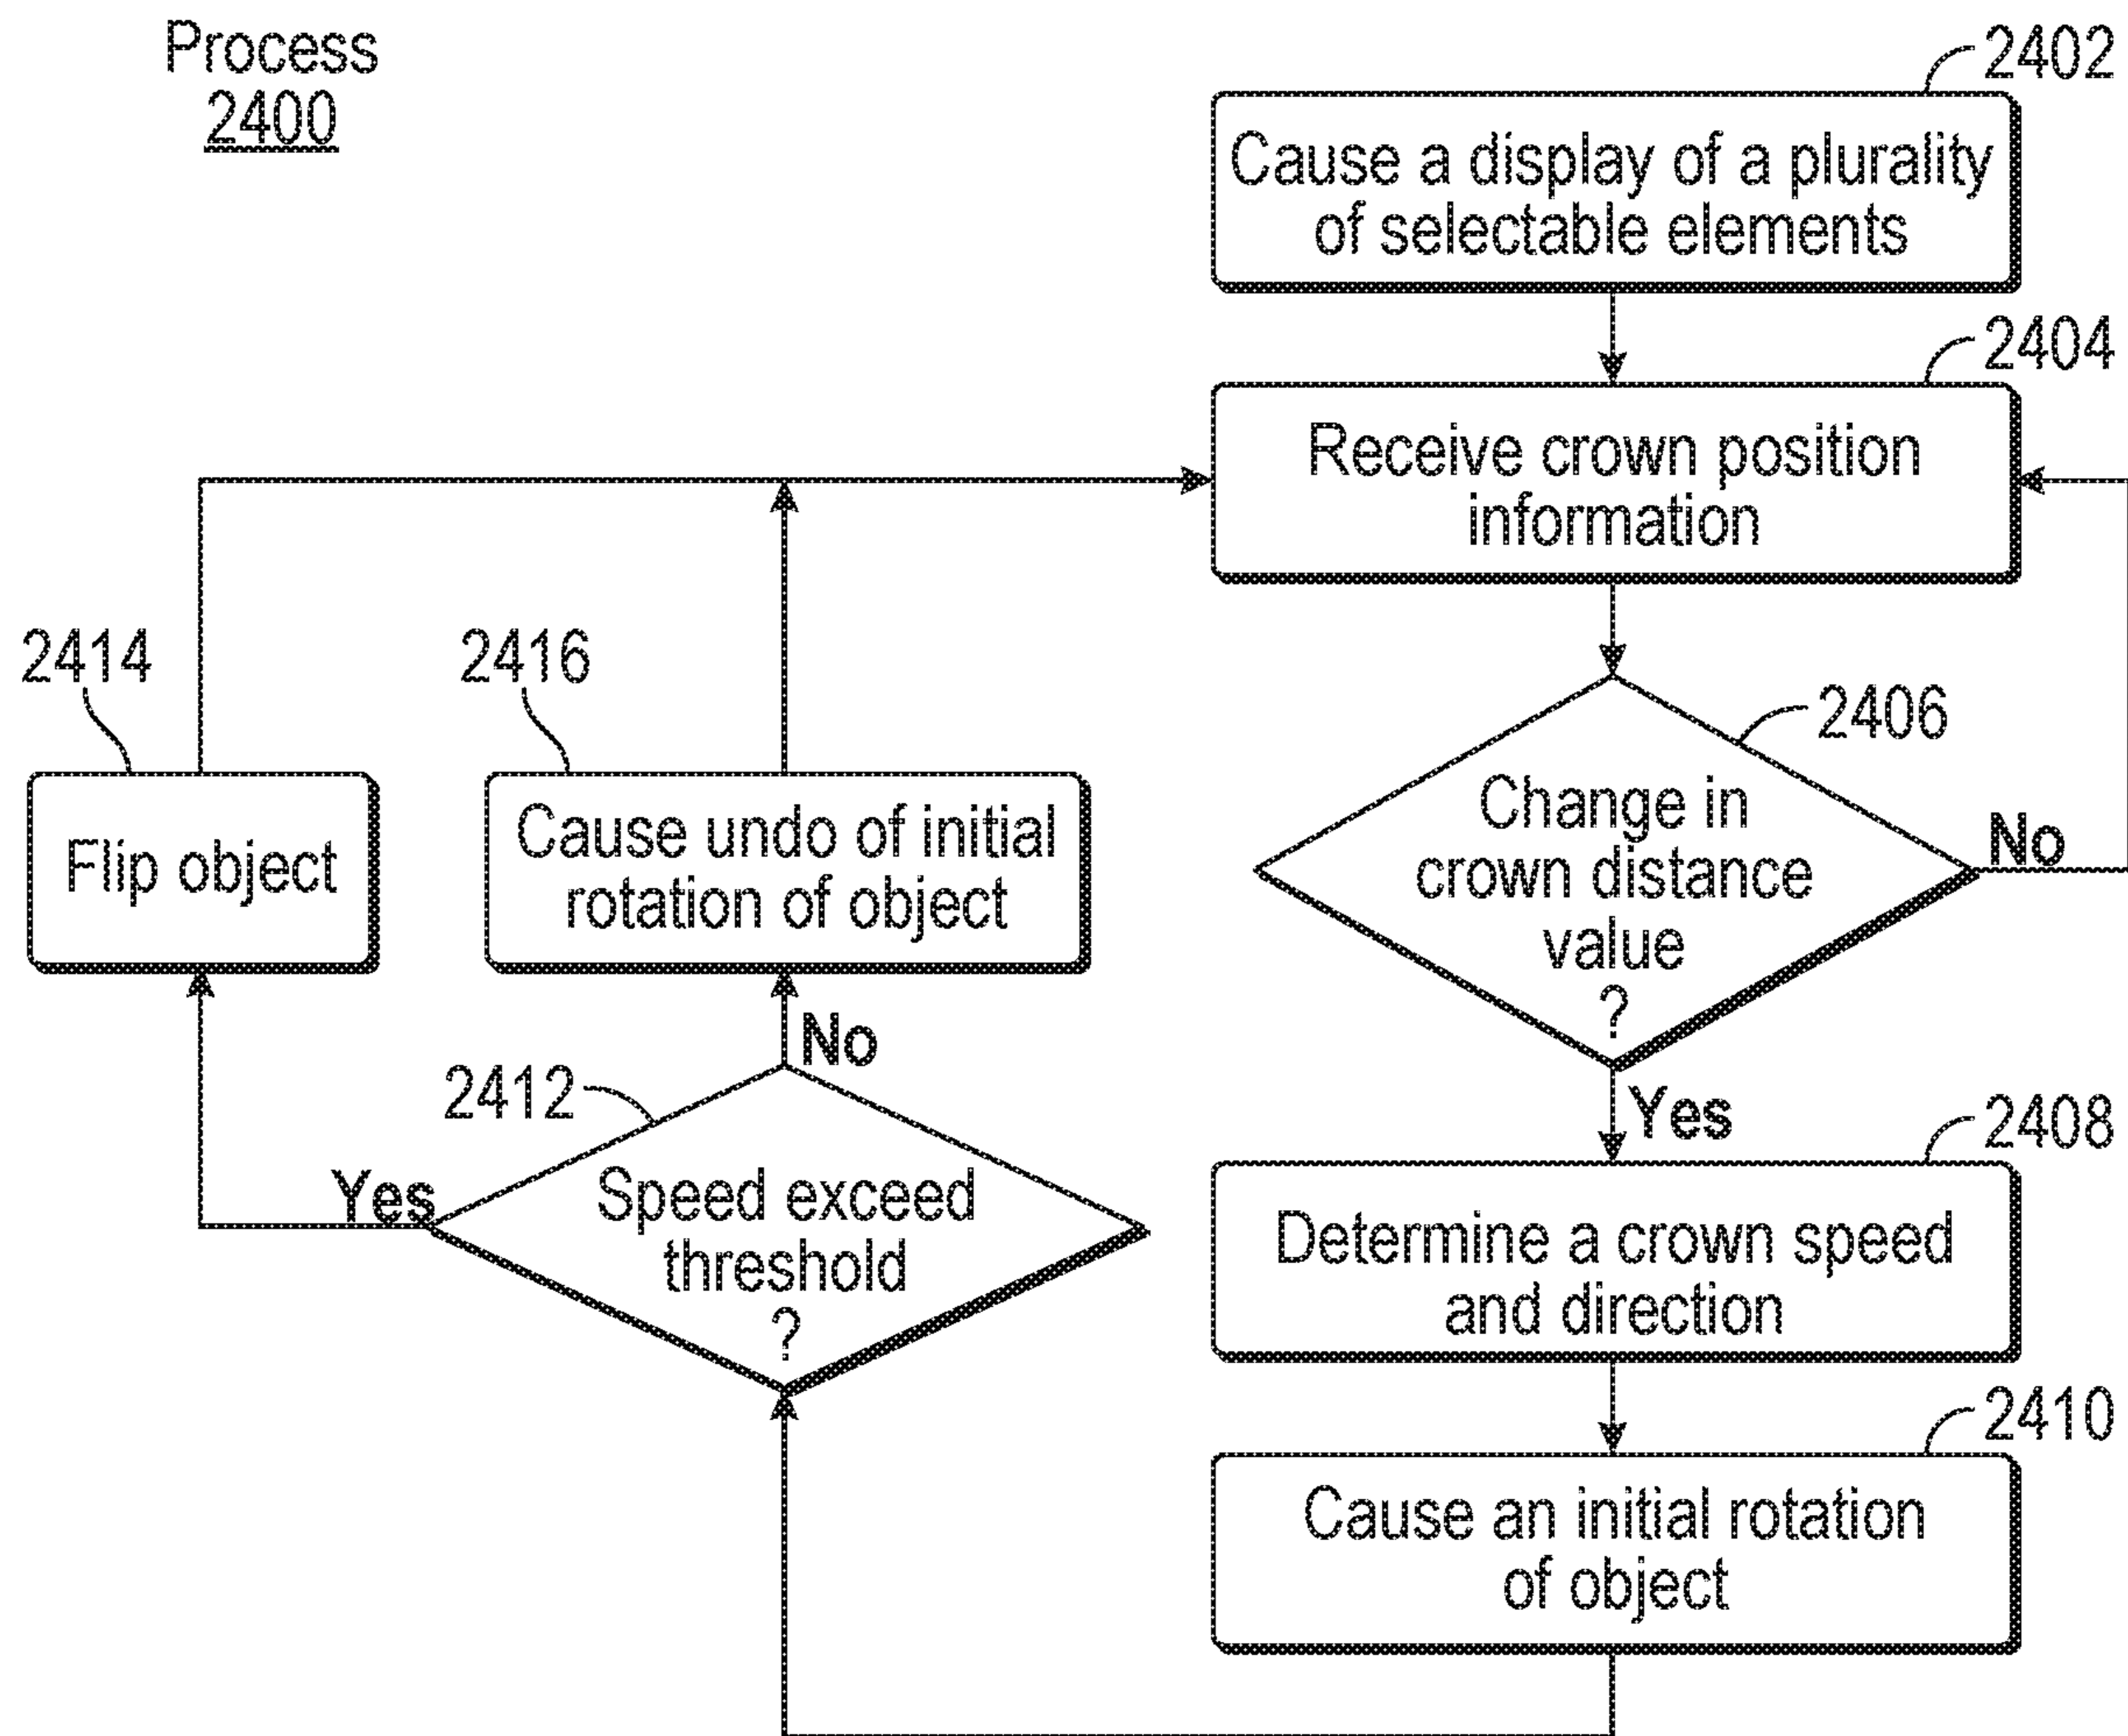 Process
2400
2402
Cause a display of a plurality
of selectable elements
2404
Receive crown position
information
2406
Change in
crown distance
value
?
No
Yes
2408
Determine a crown speed
and direction
2410
Cause an initial rotation
of object
2412
Speed exceed
threshold
?
Yes
No
2414
Flip object
2416
Cause undo of initial
rotation of object